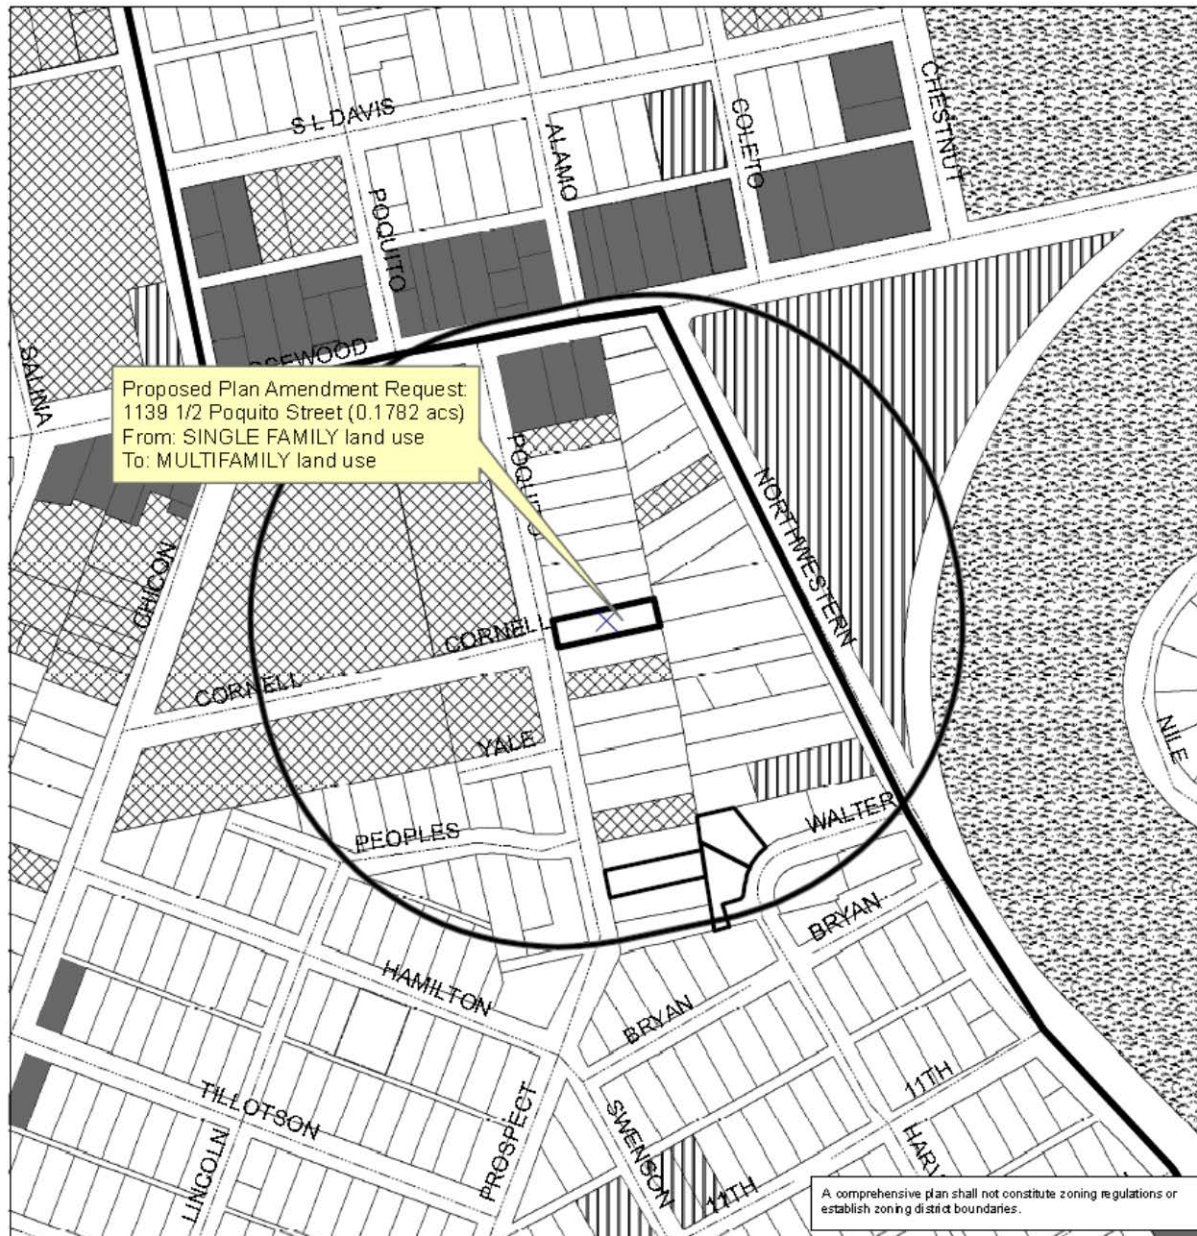 S L DAVIS
ALAMO
COLETO
CHESTNUT
POQUITO
SALINA
Proposed Plan Amendment Request:
1139 1/2 Poquito Street (0.1782 acs)
From: SINGLE FAMILY land use
To: MULTIFAMILY land use
NORTHWESTERN
CHICON
CORNELL
CORNELL
YALE
NILE
PEOPLES
WALTER
BRYAN
HAMILTON
BRYAN
11TH
TILLOTSON
PROSPECT
SWENSON
LINCOLN
11TH
A comprehensive plan shall not constitute zoning regulations or
establish zoning district boundaries.